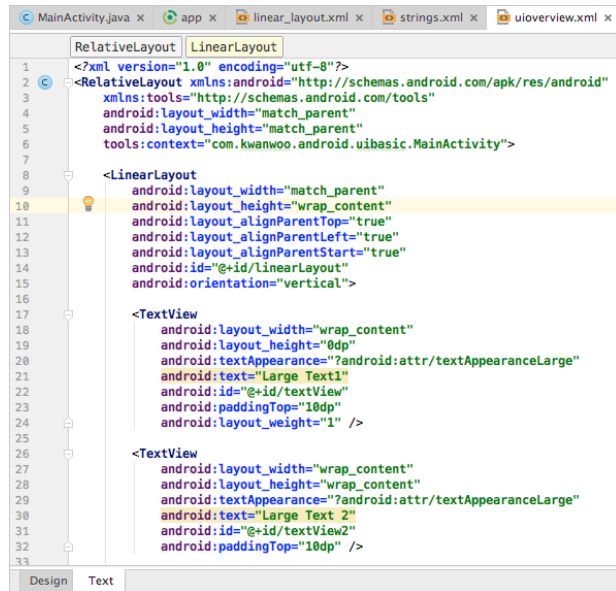 MainActivity.java × app × linear_layout.xml × strings.xml × uioverview.xml ×
RelativeLayout LinearLayout
1 <?xml version="1.0" encoding="utf-8"?>
2 C <RelativeLayout xmlns:android="http://schemas.android.com/apk/res/android"
3 xmlns:tools="http://schemas.android.com/tools"
4 android:layout_width="match_parent"
5 android:layout_height="match_parent"
6 tools:context="com.kwanwoo.android.uibasic.MainActivity">
7
8 <LinearLayout
9 android:layout_width="match_parent"
10 android:layout_height="wrap_content"
11 android:layout_alignParentTop="true"
12 android:layout_alignParentLeft="true"
13 android:layout_alignParentStart="true"
14 android:id="@+id/linearLayout"
15 android:orientation="vertical">
16
17 <TextView
18 android:layout_width="wrap_content"
19 android:layout_height="0dp"
20 android:textAppearance="?android:attr/textAppearanceLarge"
21 android:text="Large Text1"
22 android:id="@+id/textView"
23 android:paddingTop="10dp"
24 android:layout_weight="1" />
25
26 <TextView
27 android:layout_width="wrap_content"
28 android:layout_height="wrap_content"
29 android:textAppearance="?android:attr/textAppearanceLarge"
30 android:text="Large Text 2"
31 android:id="@+id/textView2"
32 android:paddingTop="10dp" />
33
Design Text